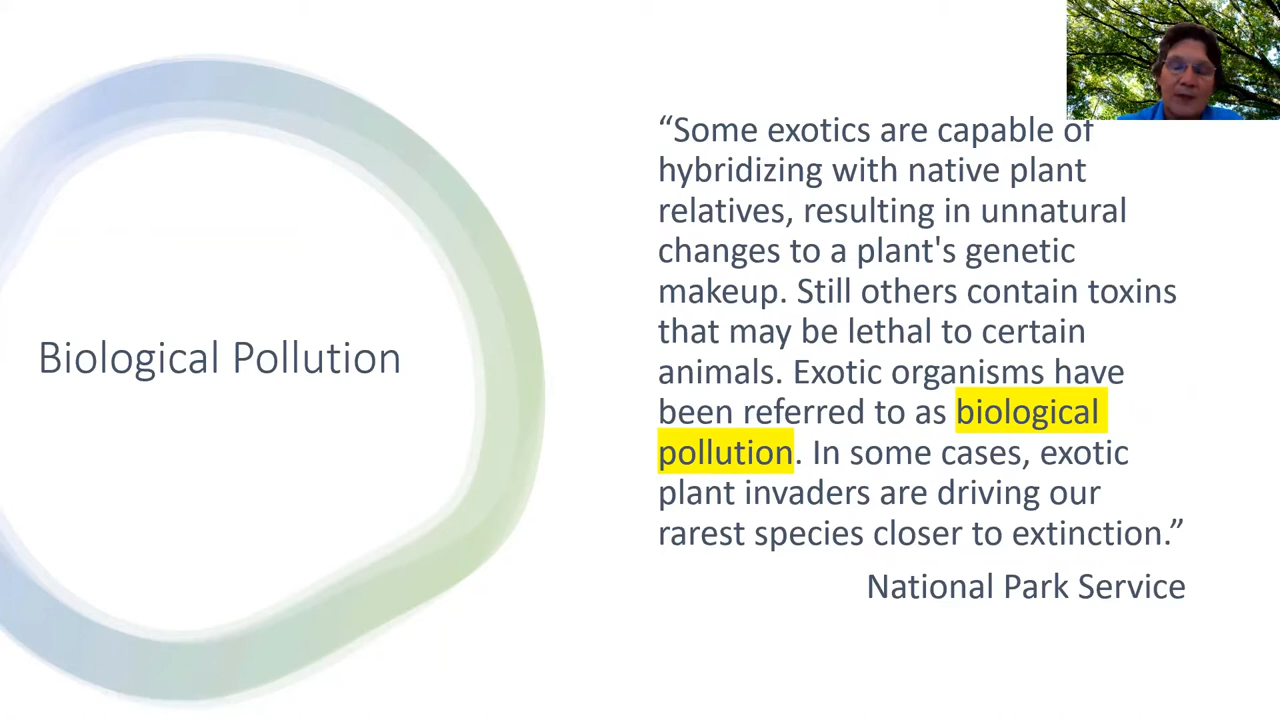 Biological Pollution
“Some exotics are capable of
hybridizing with native plant
relatives, resulting in unnatural
changes to a plant's genetic
makeup. Still others contain toxins
that may be lethal to certain
animals. Exotic organisms have
been referred to as biological
pollution. In some cases, exotic
plant invaders are driving our
rarest species closer to extinction.”
National Park Service